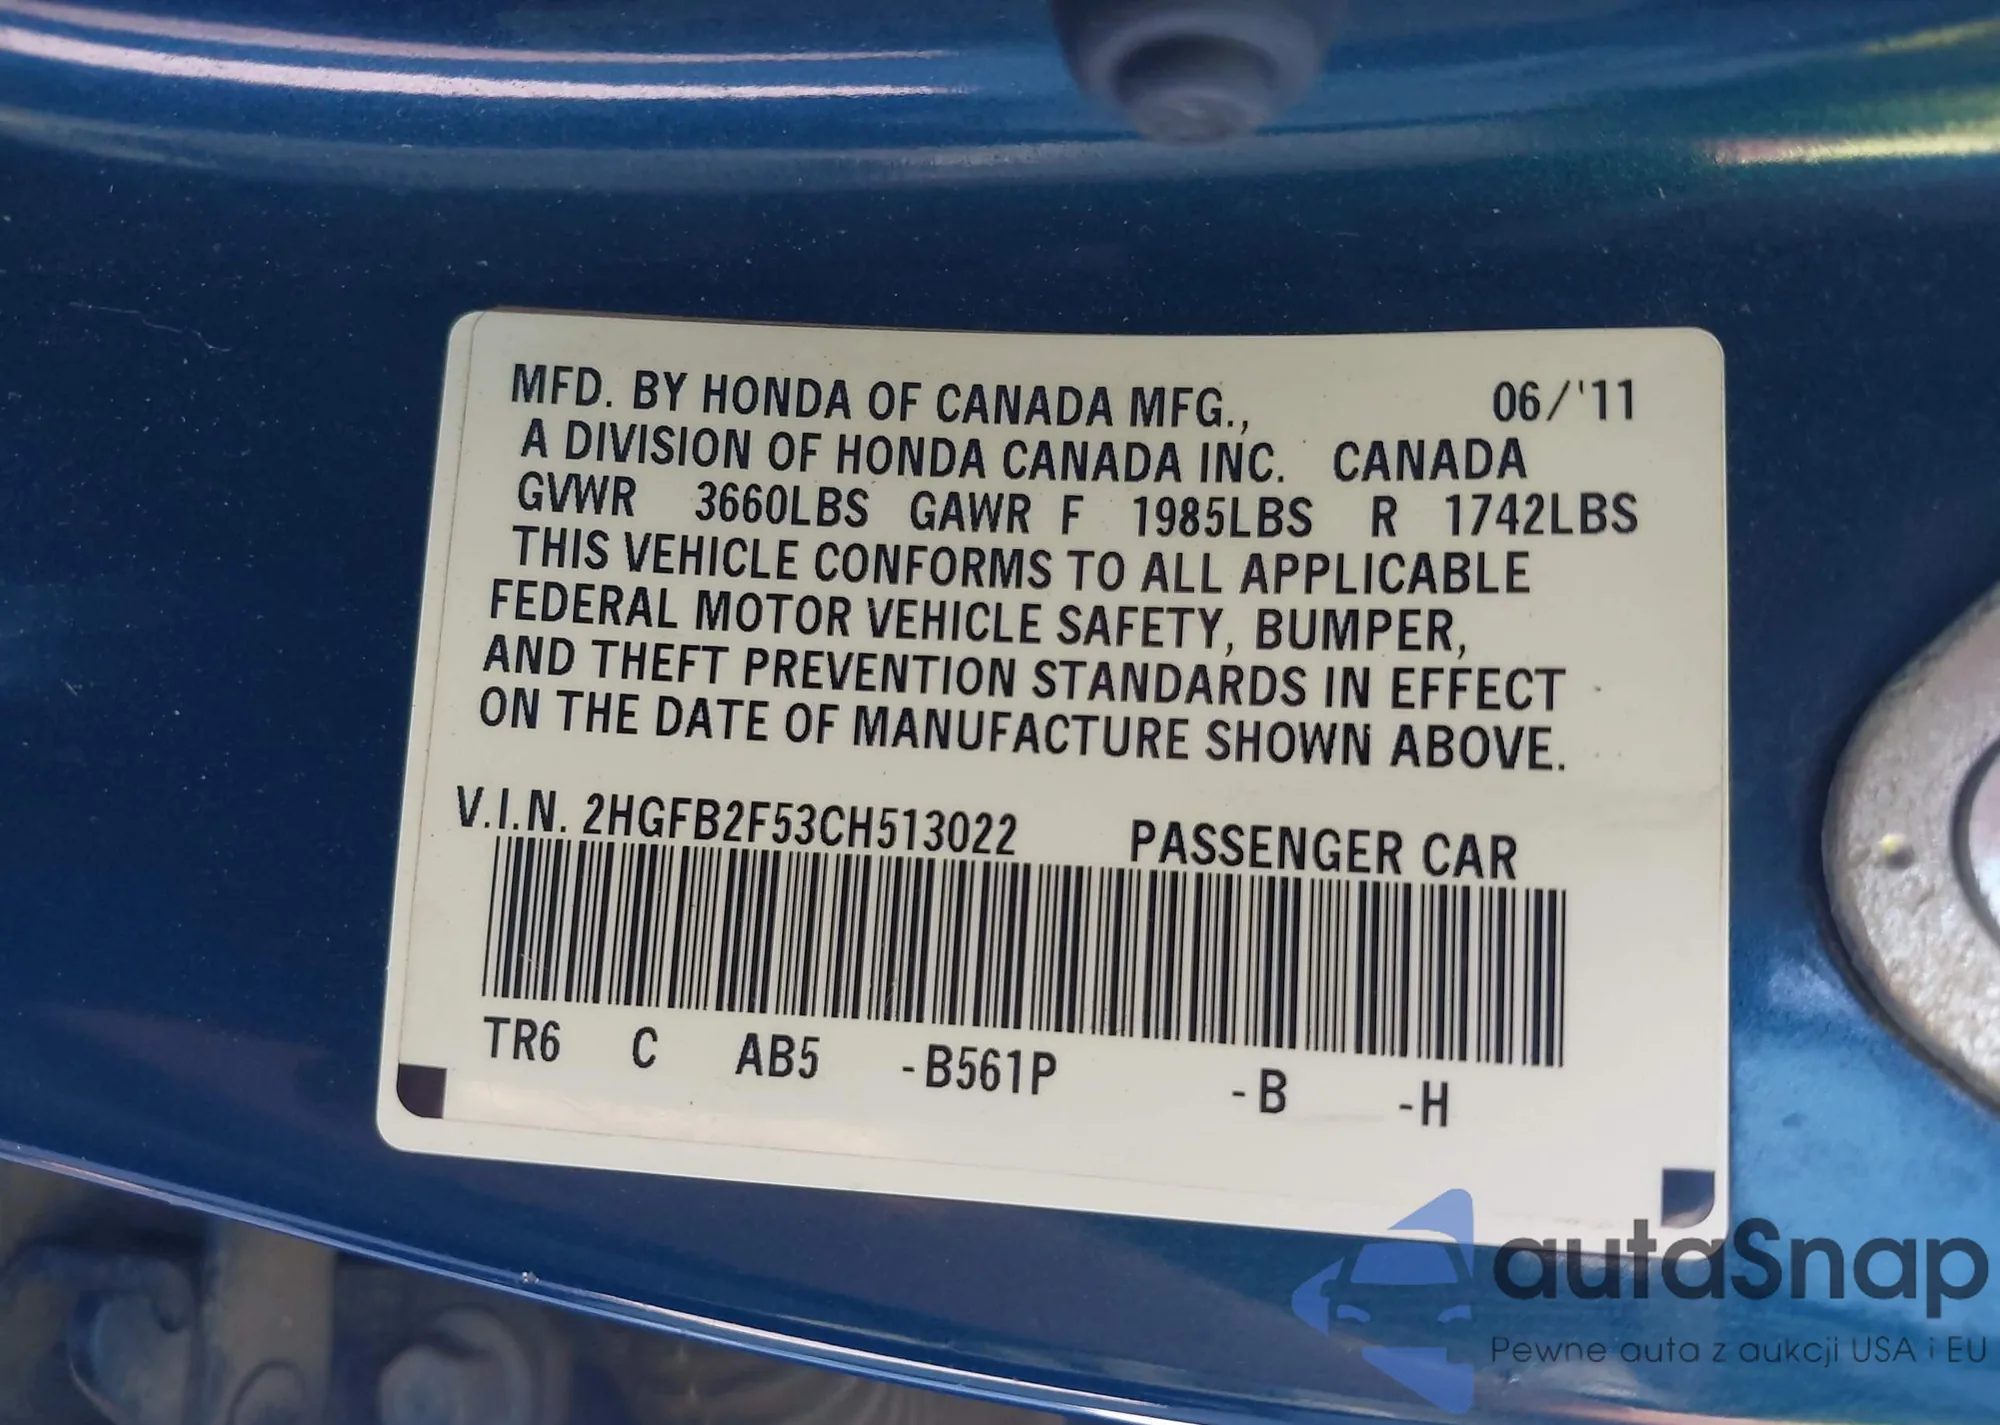 MFD. BY HONDA OF CANADA MFG., 06/'11
A DIVISION OF HONDA CANADA INC. CANADA
GVWR 3660LBS GAWR F 1985LBS R 1742LBS
THIS VEHICLE CONFORMS TO ALL APPLICABLE
FEDERAL MOTOR VEHICLE SAFETY, BUMPER,
AND THEFT PREVENTION STANDARDS IN EFFECT
ON THE DATE OF MANUFACTURE SHOWN ABOVE.
V.I.N. 2HGFB2F53CH513022 PASSENGER CAR
TR6 C AB5 -B561P -B -H
autaSnap
Pewne auta z aukcji USA i EU